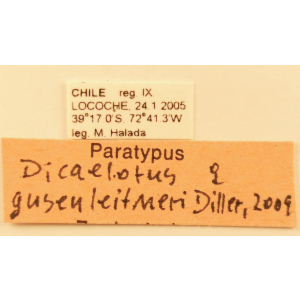 CHILE reg. IX
LOCOCHE, 24.1 2005
39°17.0'S. 72°41.3'W
leg. M. Halada
Paratypus
Dicaelotus ♀
gusenleitneri Diller, 2009